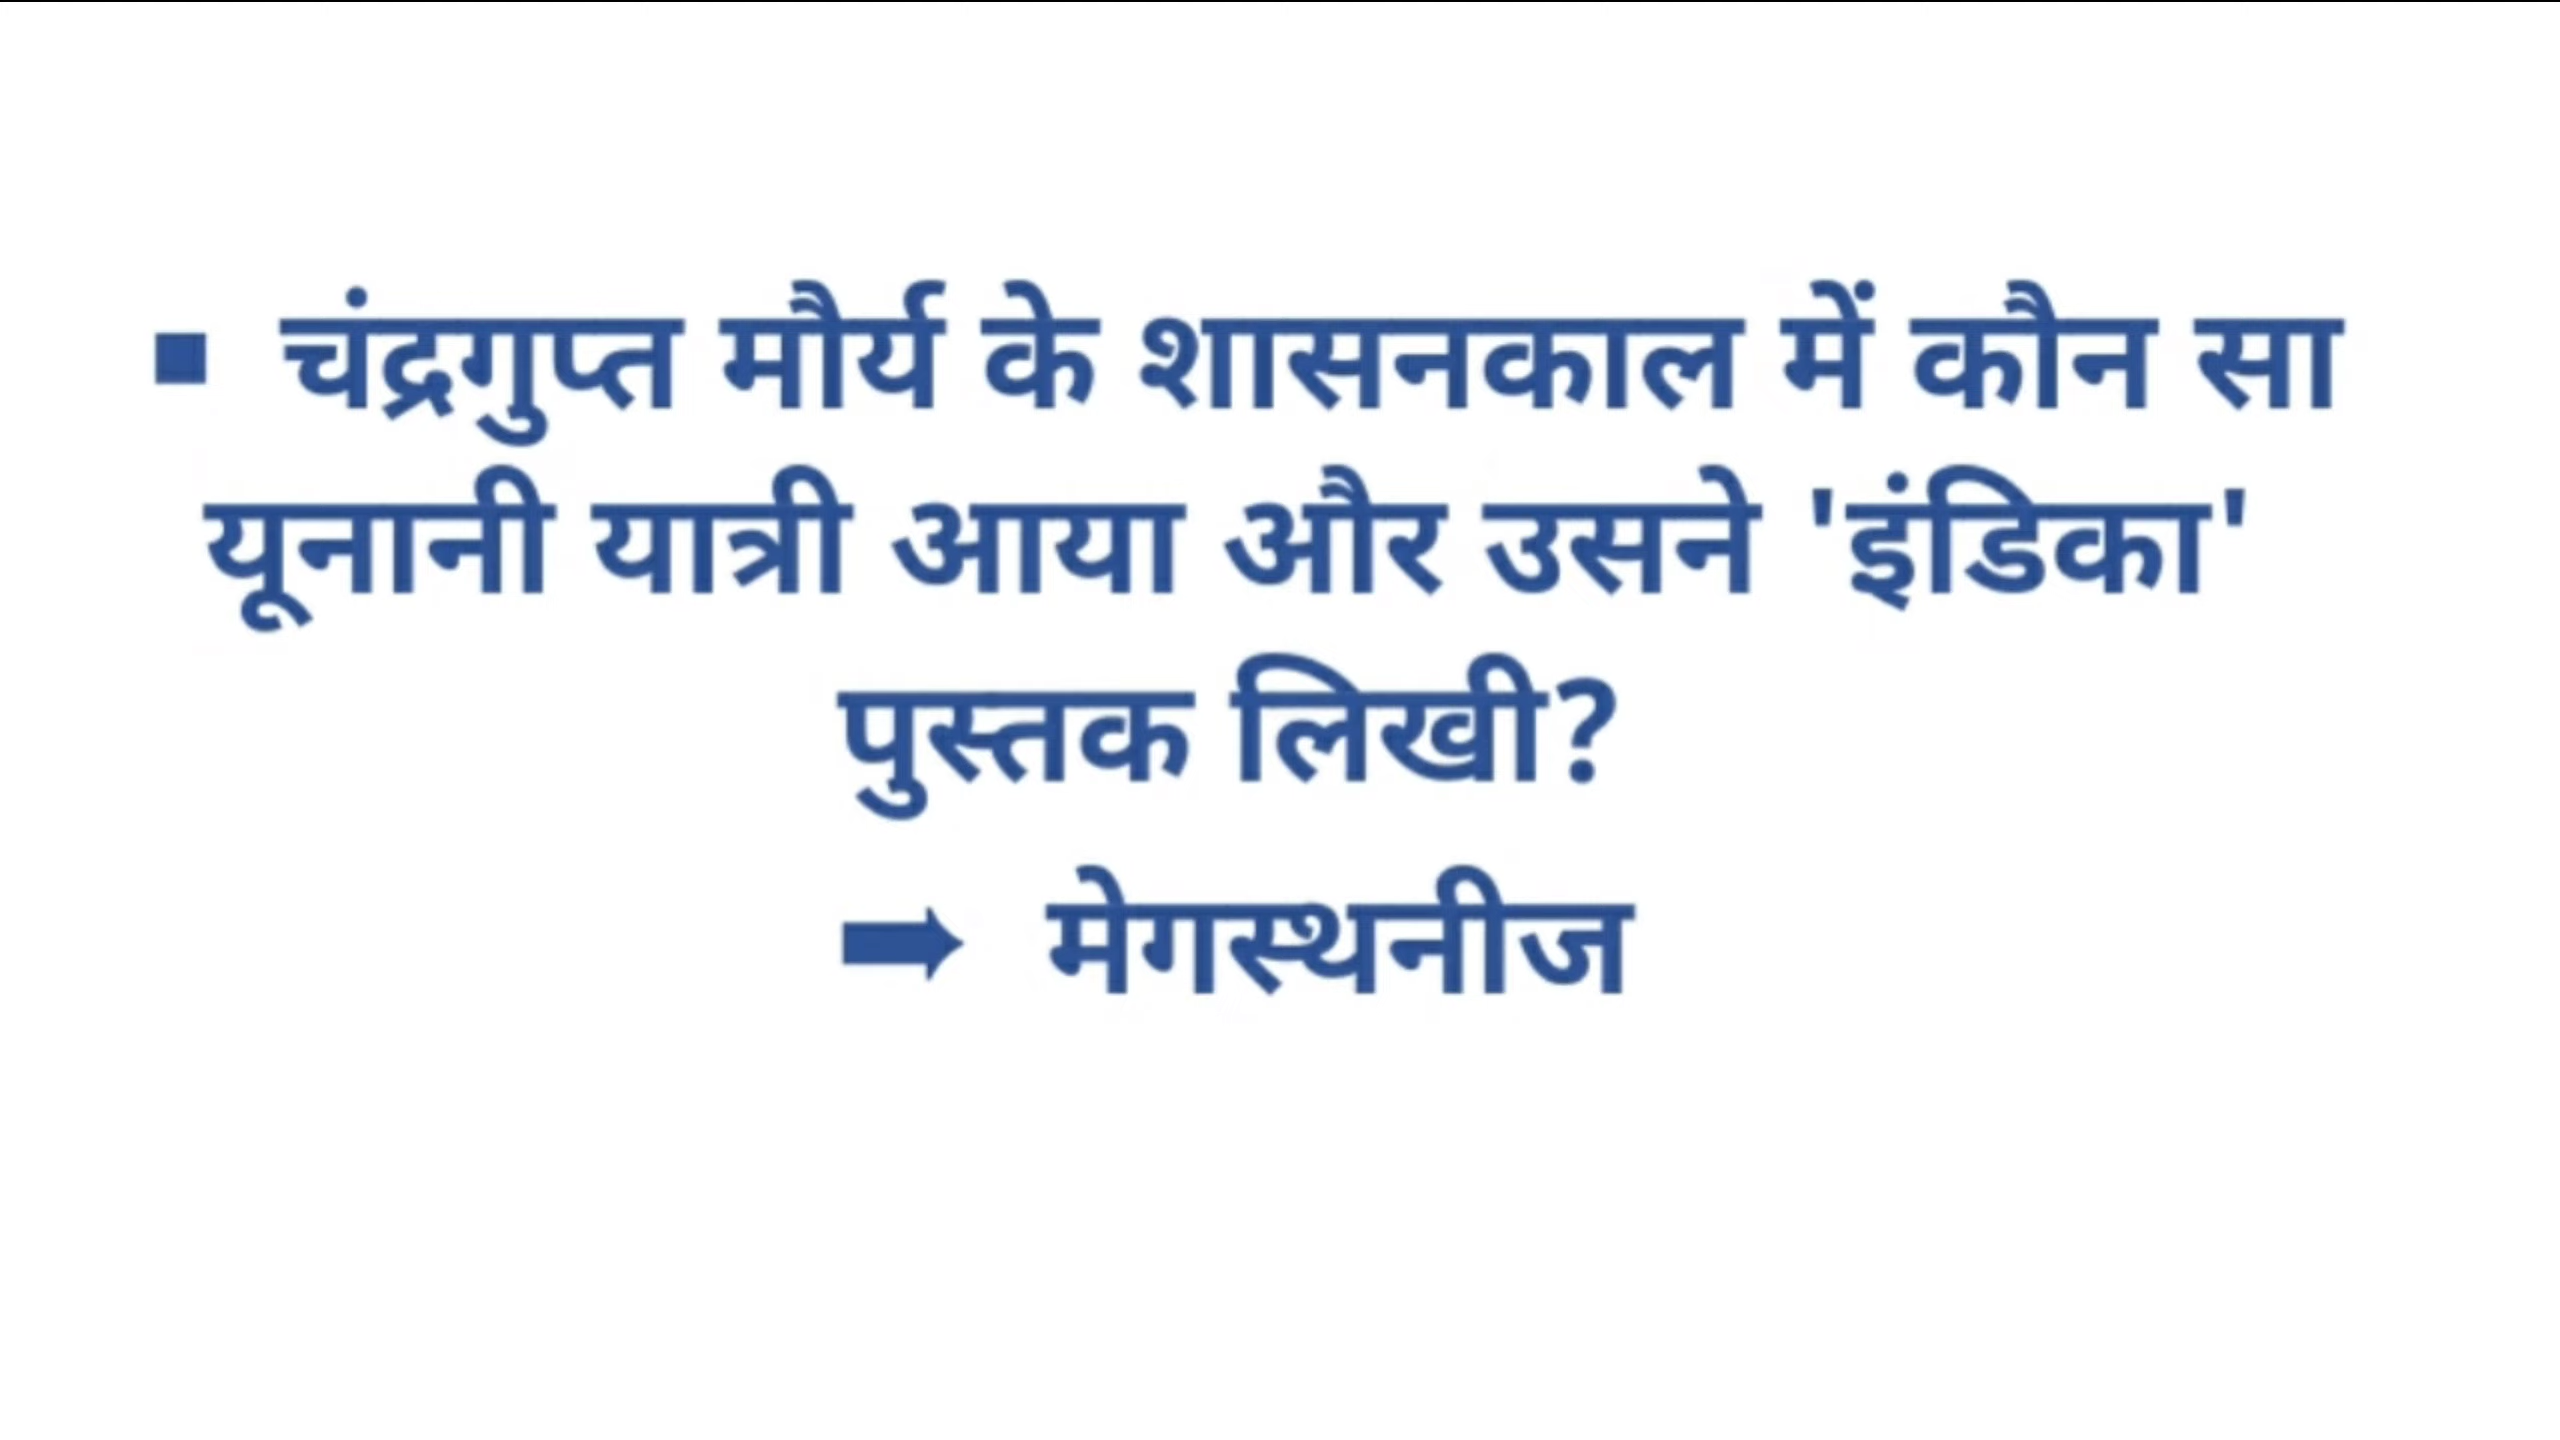 ▪ चंद्रगुप्त मौर्य के शासनकाल में कौन सा
यूनानी यात्री आया और उसने 'इंडिका'
पुस्तक लिखी?
➡ मेगस्थनीज